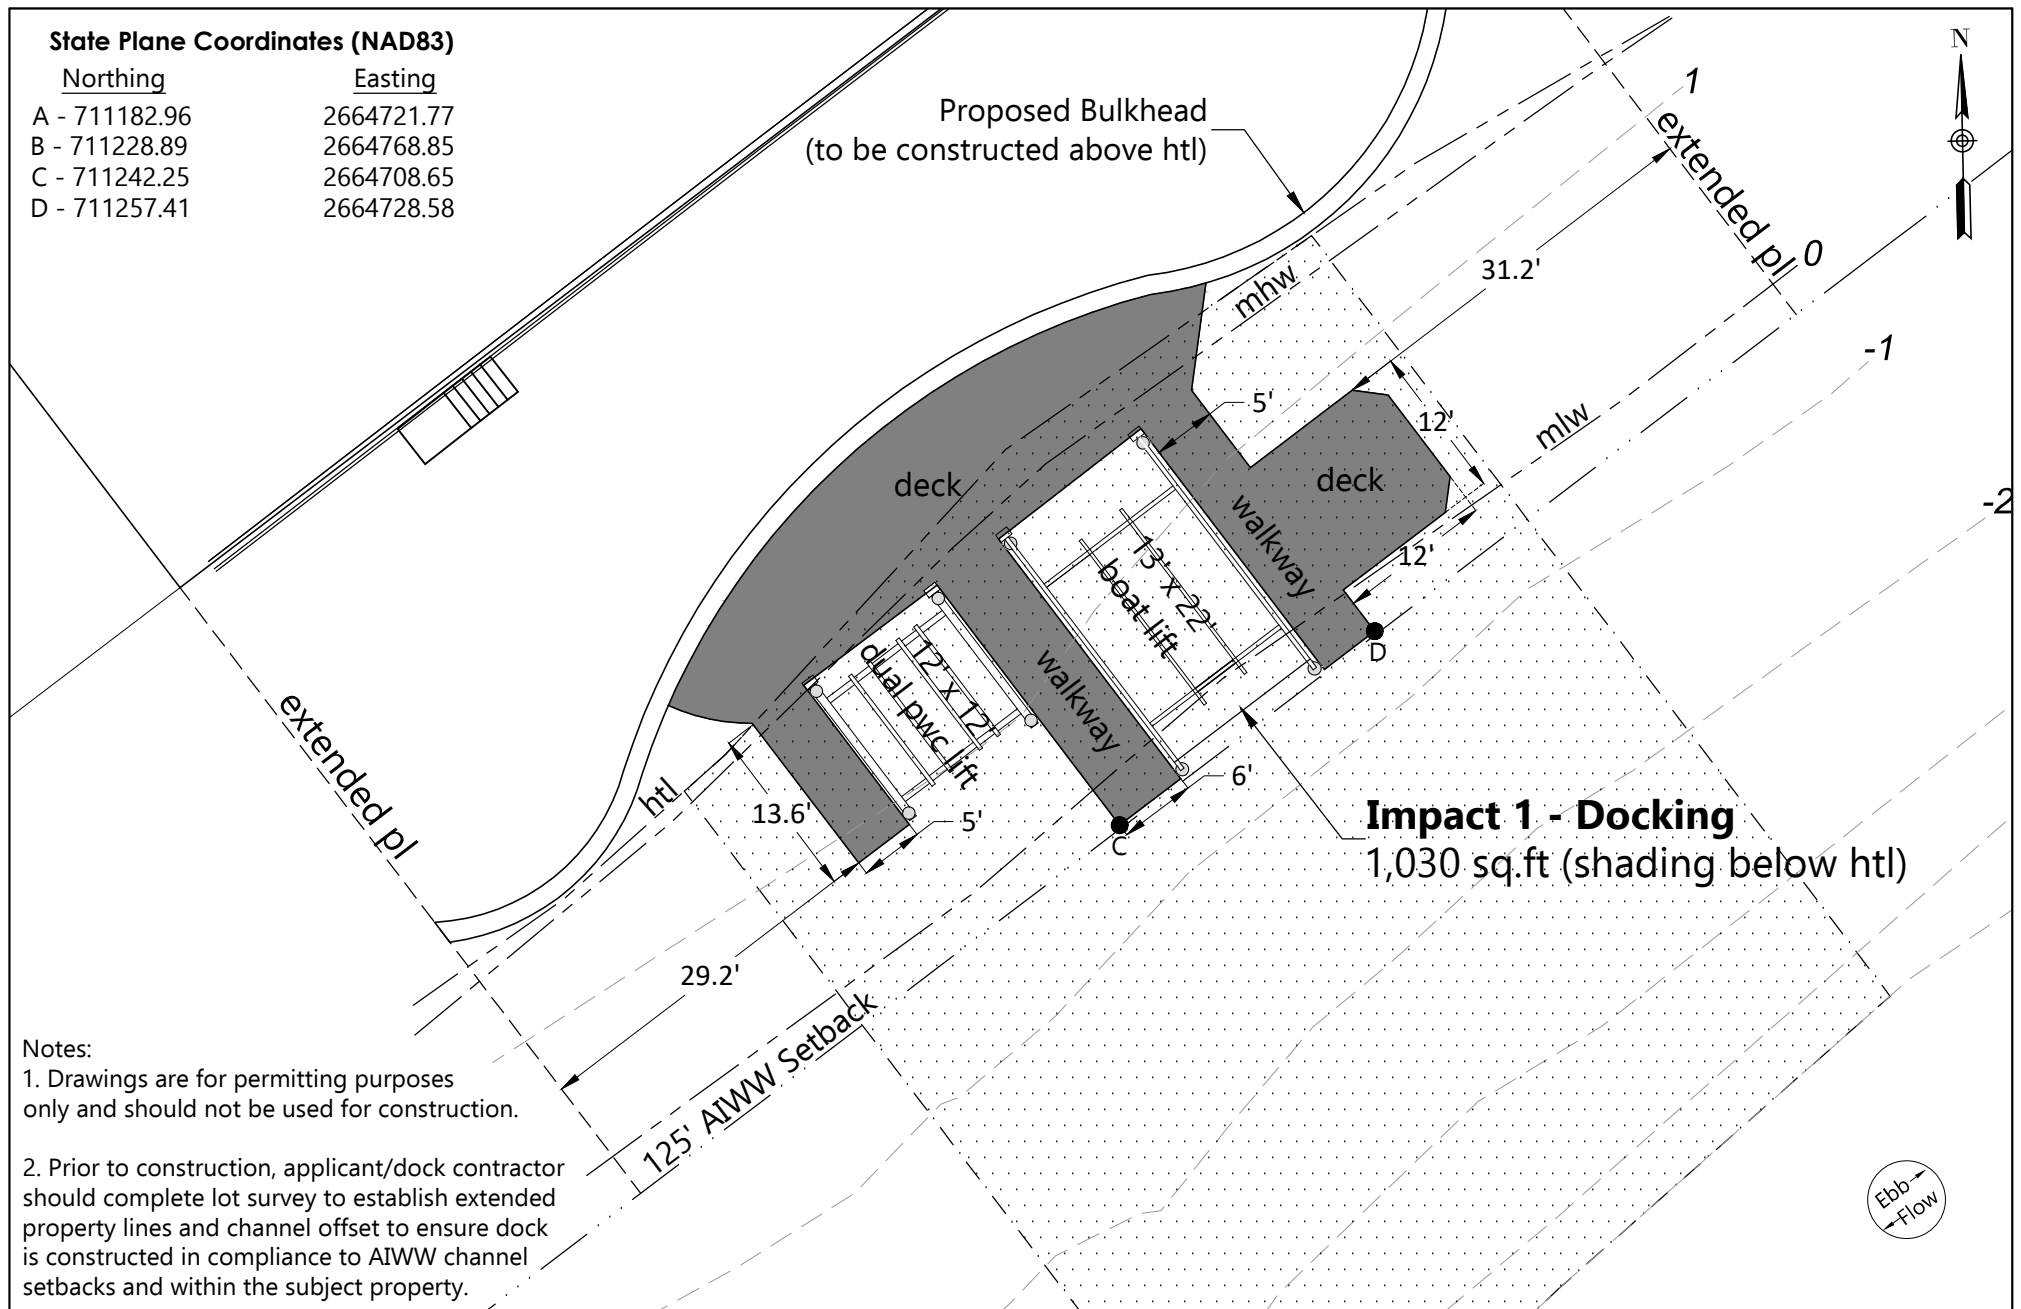 State Plane Coordinates (NAD83)
Northing Easting
A - 711182.96 2664721.77
B - 711228.89 2664768.85
C - 711242.25 2664708.65
D - 711257.41 2664728.58
Proposed Bulkhead
(to be constructed above htl)
N
1
extended pl
0
31.2'
-1
-2
mhw
mlw
5'
12'
deck
deck
12'
walkway
13' x 22'
boat lift
D
12' x 12'
dual pwc lift
walkway
6'
C
extended pl
htl
13.6'
5'
Impact 1 - Docking
1,030 sq.ft (shading below htl)
29.2'
125' AIWW Setback
Notes:
1. Drawings are for permitting purposes
only and should not be used for construction.
2. Prior to construction, applicant/dock contractor
should complete lot survey to establish extended
property lines and channel offset to ensure dock
is constructed in compliance to AIWW channel
setbacks and within the subject property.
Ebb
Flow